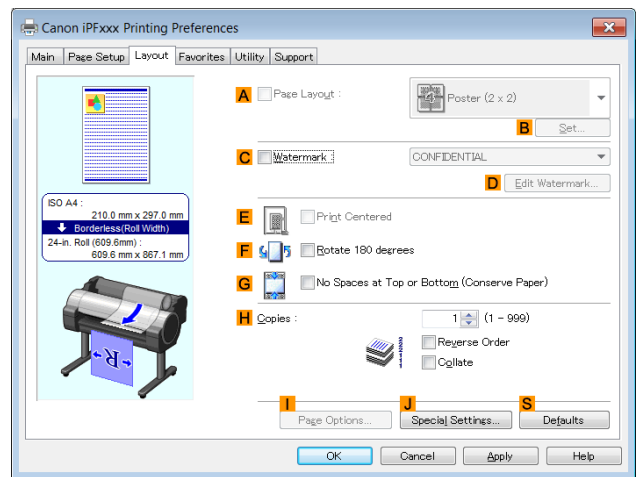 Canon iPFxxx Printing Preferences
Main Page Setup Layout Favorites Utility Support
A Page Layout : Poster (2 x 2)
B Set...
C Watermark : CONFIDENTIAL
D Edit Watermark...
ISO A4 :
210.0 mm x 297.0 mm
Borderless(Roll Width)
24-in. Roll (609.6mm) :
609.6 mm x 867.1 mm
E Print Centered
F Rotate 180 degrees
G No Spaces at Top or Bottom (Conserve Paper)
H Copies : 1 (1 - 999)
Reverse Order
Collate
R
I J S
Page Options... Special Settings... Defaults
OK Cancel Apply Help